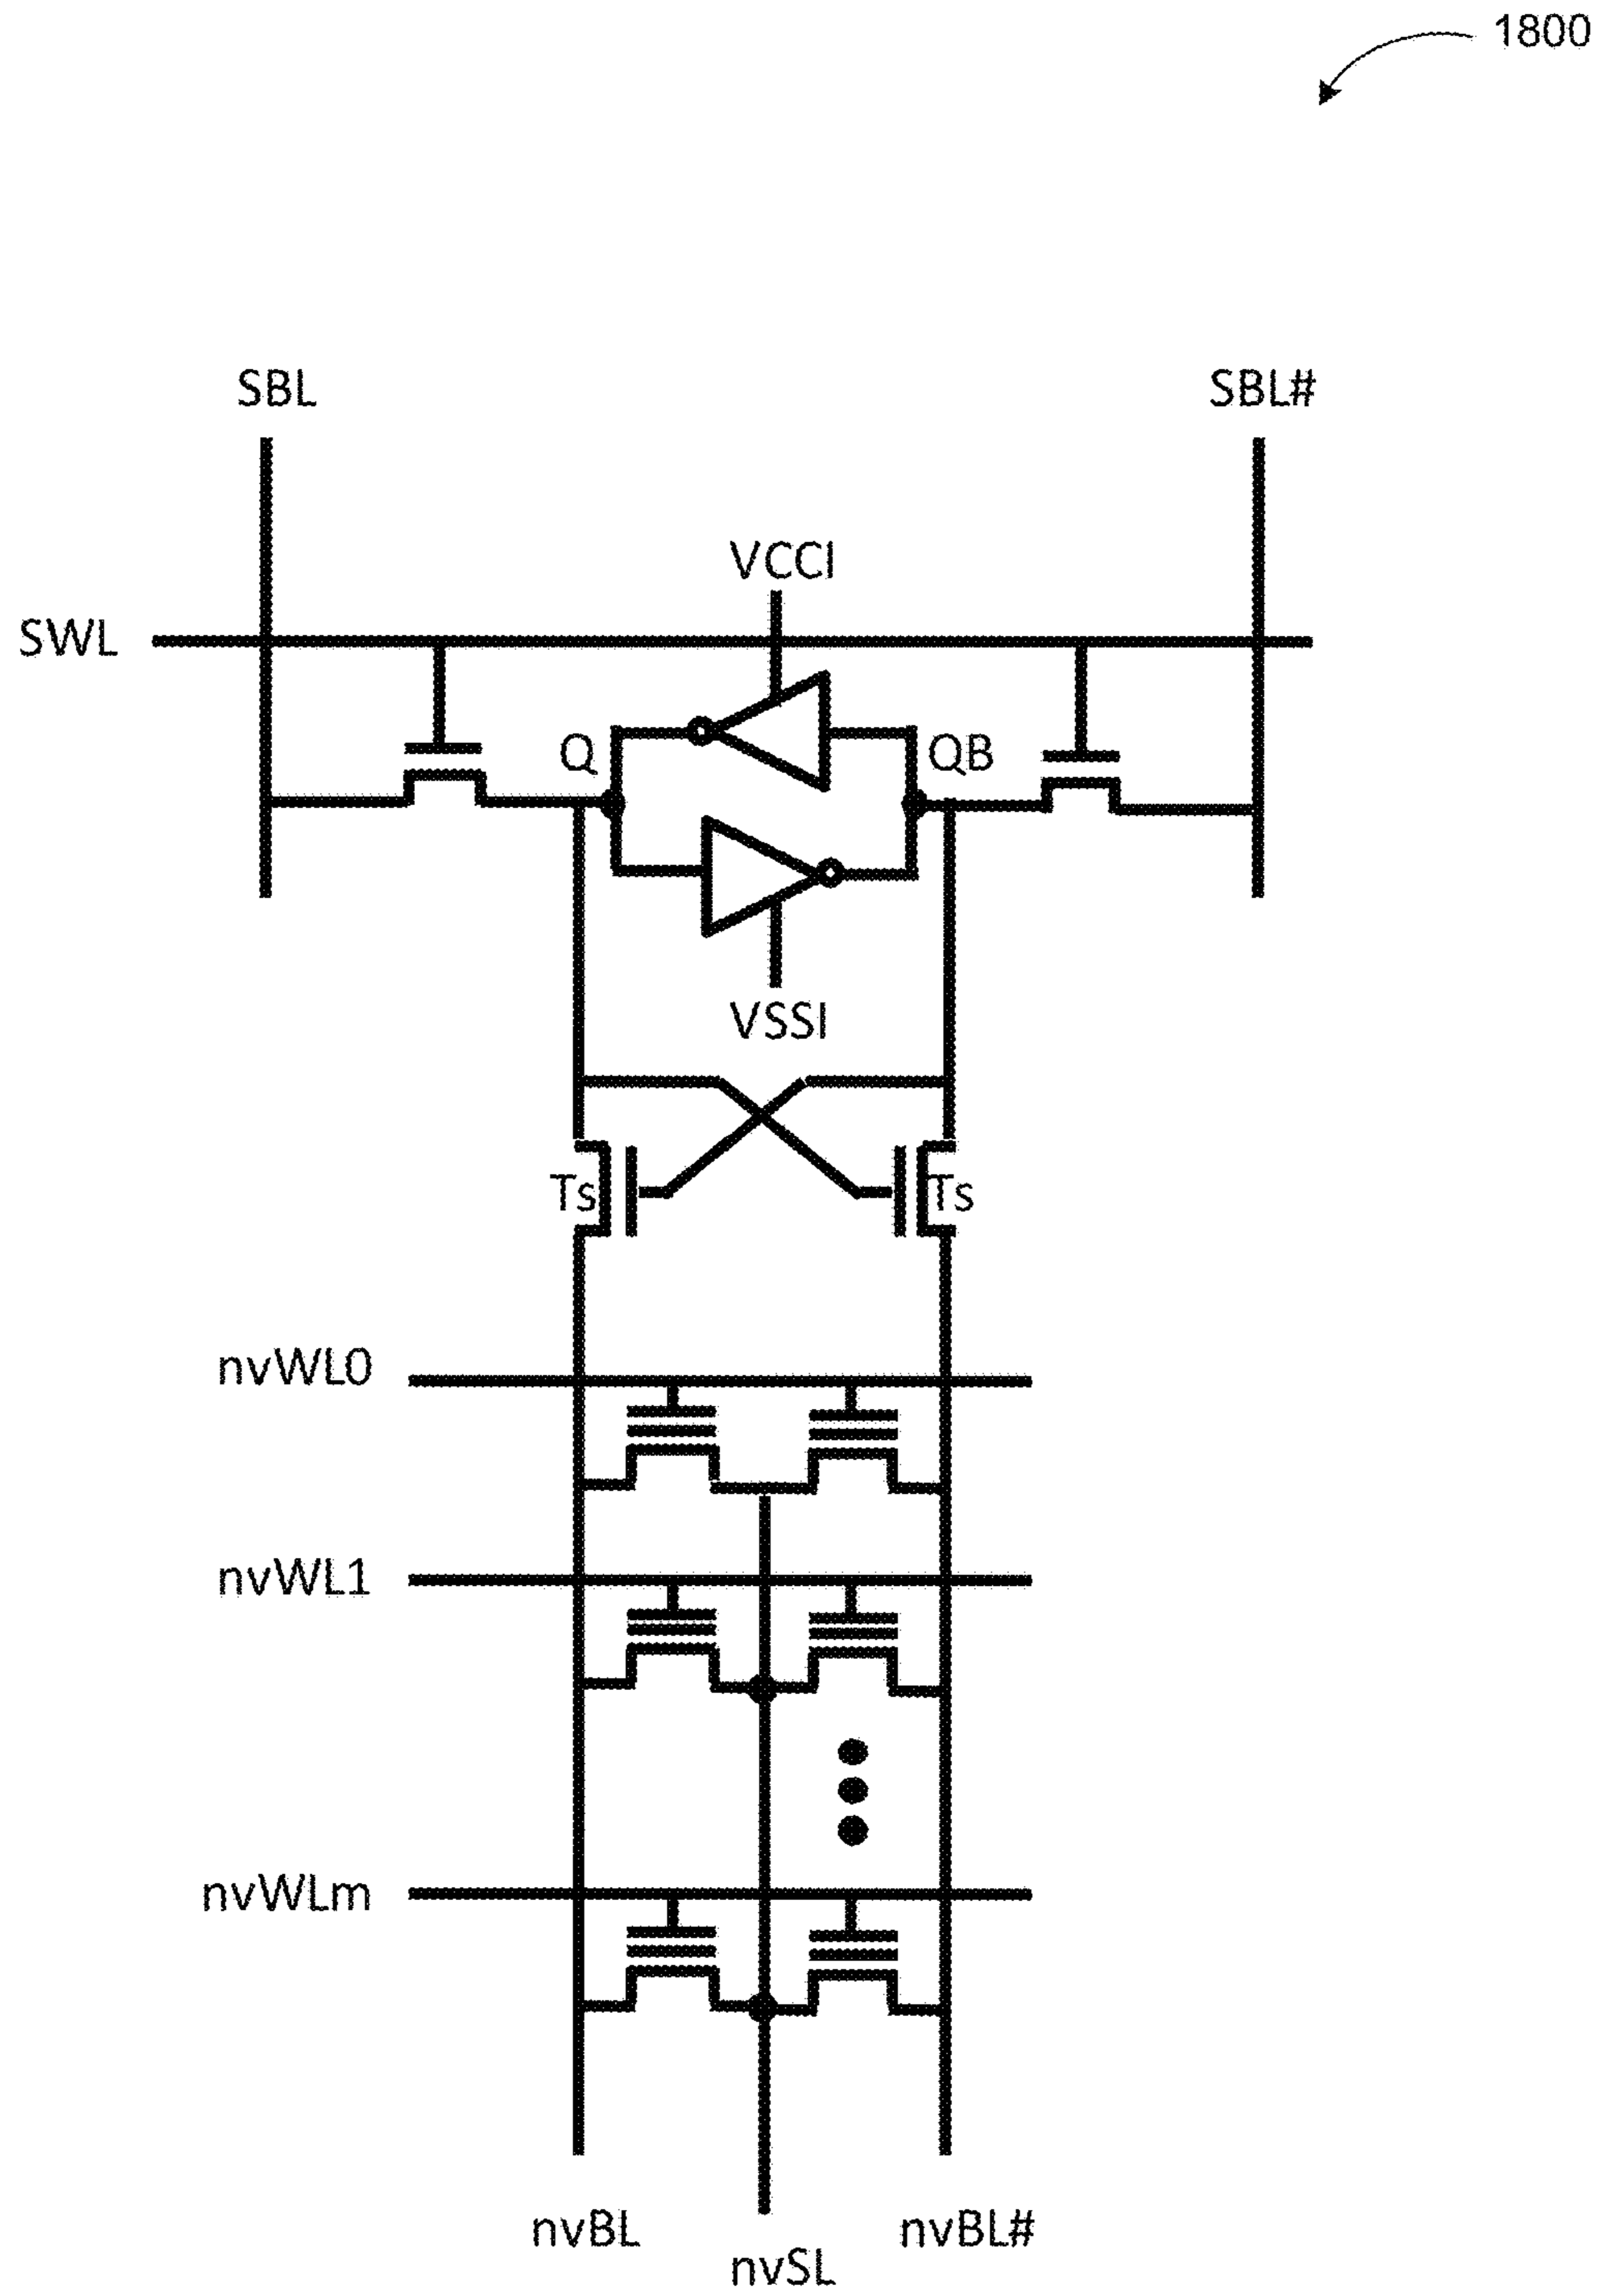 1800
SBL
SBL#
VCCI
SWL
Q
QB
VSSI
Ts
Ts
nvWL0
nvWL1
nvWLm
nvBL
nvBL#
nvSL